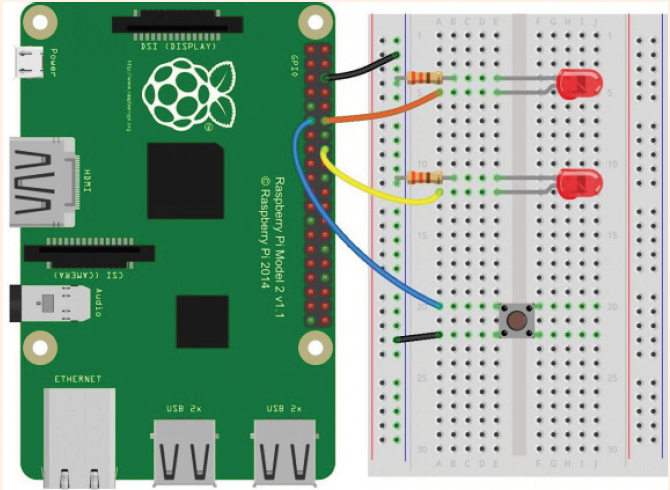 DSI (DISPLAY)
Power
GPIO
http://www.raspberrypi.org
®
HDMI
Raspberry Pi Model 2 v1.1
© Raspberry Pi 2014
CSI (CAMERA)
Audio
ETHERNET
USB 2x
USB 2x
A B C D E F G H I J
1 1
5 5
10 10
15 15
20 20
25 25
30 30
A B C D E F G H I J